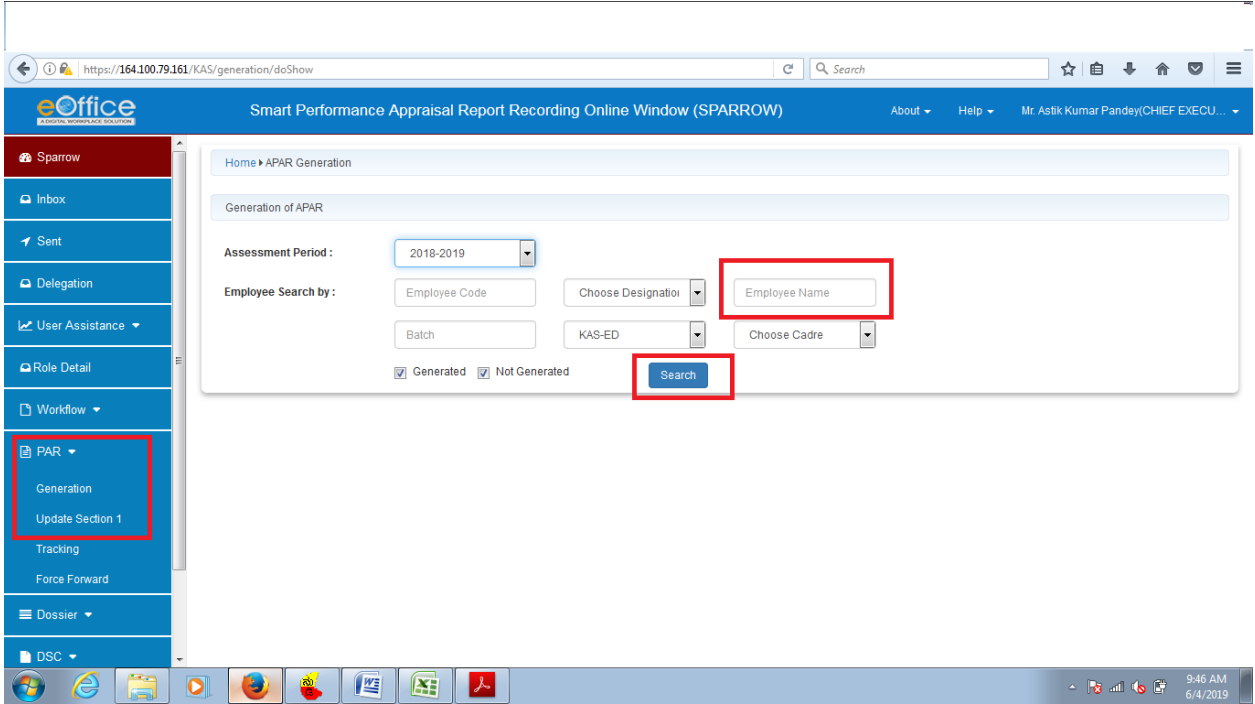 https://164.100.79.161/KAS/generation/doShow
Search
eOffice
A DIGITAL WORKPLACE SOLUTION
Smart Performance Appraisal Report Recording Online Window (SPARROW)
About
Help
Mr. Astik Kumar Pandey(CHIEF EXECU...
Sparrow
Inbox
Sent
Delegation
User Assistance
Role Detail
Workflow
PAR
Generation
Update Section 1
Tracking
Force Forward
Dossier
DSC
Home APAR Generation
Generation of APAR
Assessment Period :
2018-2019
Employee Search by :
Employee Code
Choose Designation
Employee Name
Batch
KAS-ED
Choose Cadre
Generated
Not Generated
Search
9:46 AM
6/4/2019